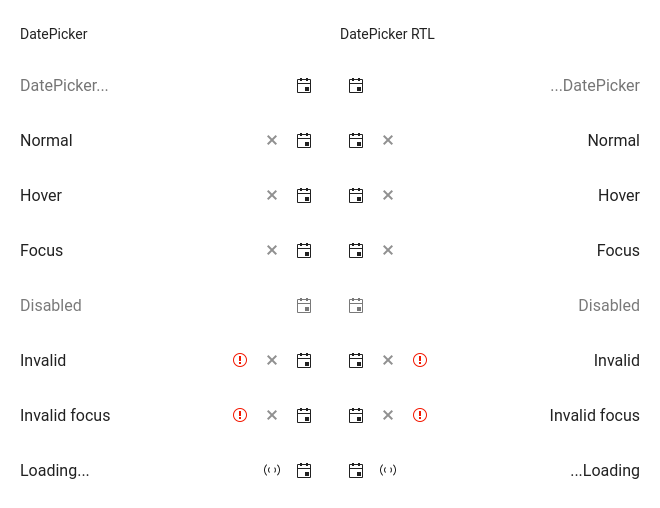 DatePicker DatePicker RTL
DatePicker... ...DatePicker
Normal Normal
Hover Hover
Focus Focus
Disabled Disabled
Invalid Invalid
Invalid focus Invalid focus
Loading... ...Loading